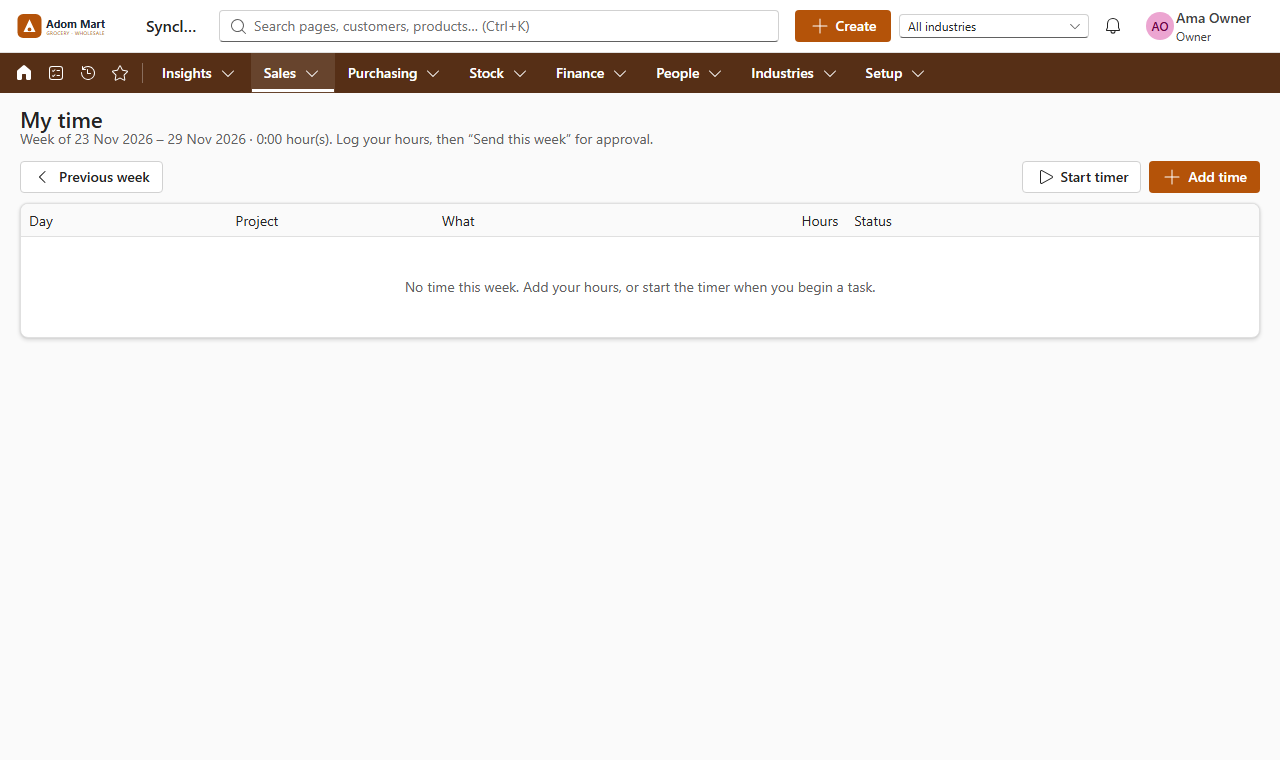 Adom Mart
GROCERY · WHOLESALE
Syncl...
Search pages, customers, products... (Ctrl+K)
Create
All industries
AO
Ama Owner
Owner
Insights
Sales
Purchasing
Stock
Finance
People
Industries
Setup
My time
Week of 23 Nov 2026 – 29 Nov 2026 · 0:00 hour(s). Log your hours, then “Send this week” for approval.
Previous week
Start timer
Add time
Day
Project
What
Hours
Status
No time this week. Add your hours, or start the timer when you begin a task.